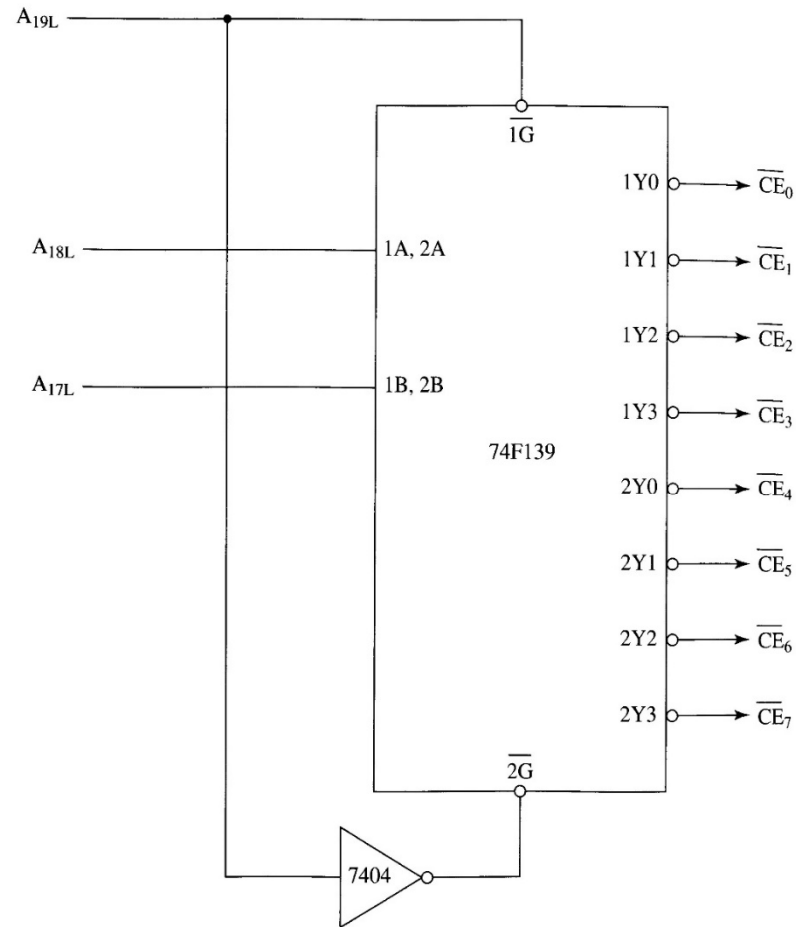 A19L
1G
1Y0
CE0
A18L
1A, 2A
1Y1
CE1
1Y2
CE2
A17L
1B, 2B
1Y3
CE3
74F139
2Y0
CE4
2Y1
CE5
2Y2
CE6
2Y3
CE7
2G
7404